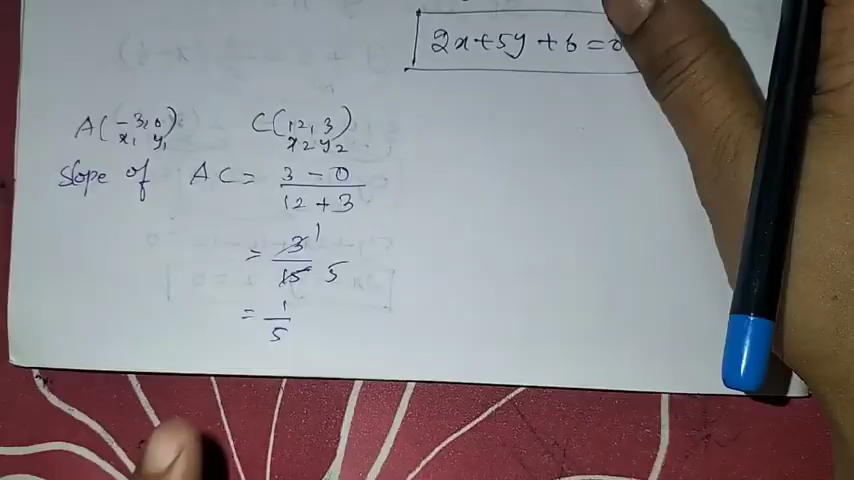 2x+5y+6=0
A(-3,0) C(12,3)
x₁ y₁ x₂ y₂
Slope of AC = 3-0 / 12+3
= 3 1 / 15 5
= 1/5